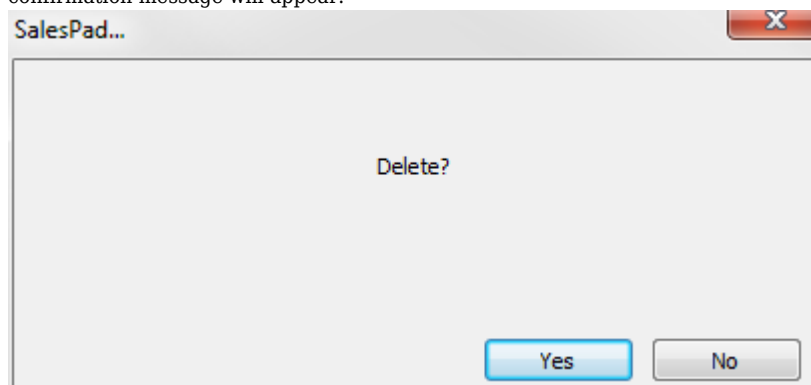 confirmation message will appear:
SalesPad...
Delete?
Yes No